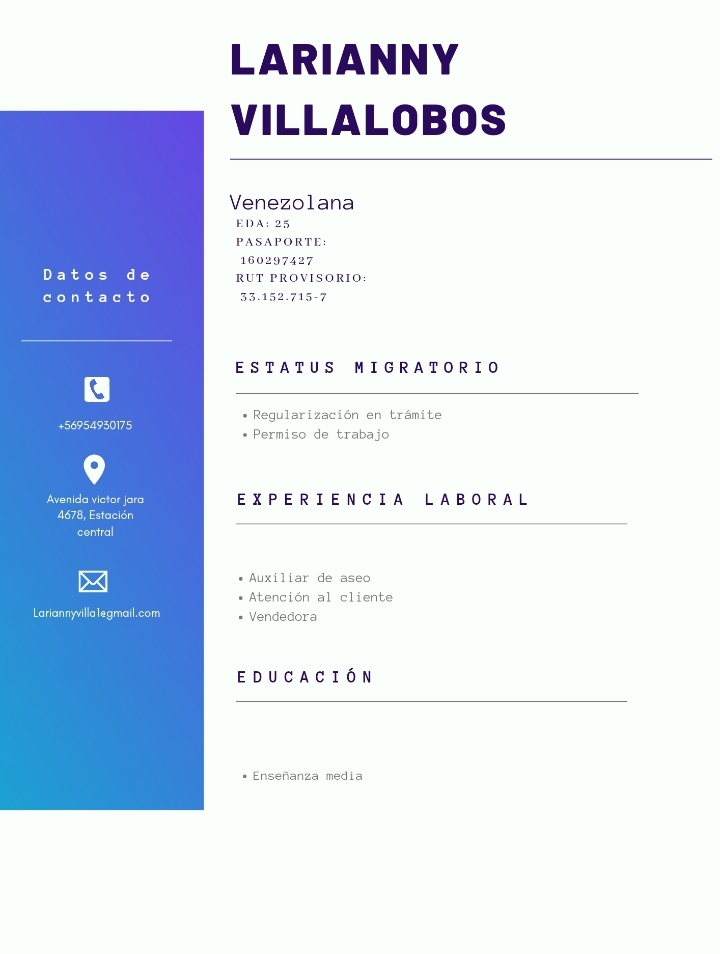 LARIANNY
VILLALOBOS
Venezolana
EDA: 25
PASAPORTE:
160297427
RUT PROVISORIO:
33.152.715-7
Datos de
contacto
+56954930175
Avenida victor jara
4678, Estación
central
Lariannyvilla1egmail.com
ESTATUS MIGRATORIO
• Regularización en trámite
• Permiso de trabajo
EXPERIENCIA LABORAL
• Auxiliar de aseo
• Atención al cliente
• Vendedora
EDUCACIÓN
• Enseñanza media